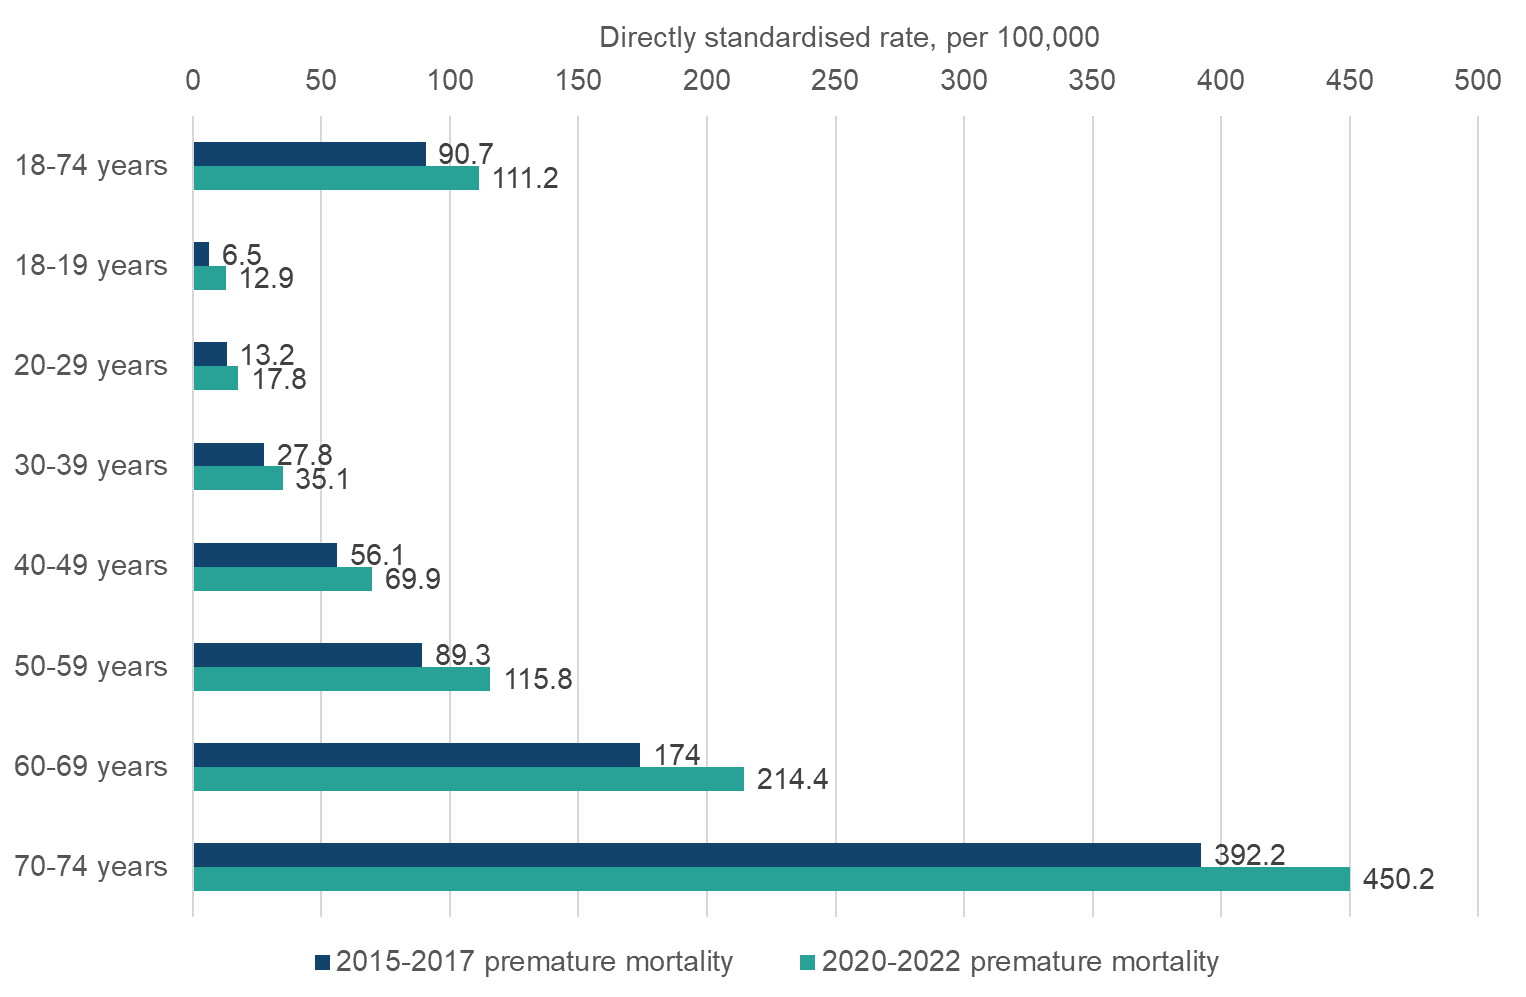 Directly standardised rate, per 100,000
0 50 100 150 200 250 300 350 400 450 500
18-74 years
90.7
111.2
18-19 years
6.5
12.9
20-29 years
13.2
17.8
30-39 years
27.8
35.1
40-49 years
56.1
69.9
50-59 years
89.3
115.8
60-69 years
174
214.4
70-74 years
392.2
450.2
2015-2017 premature mortality 2020-2022 premature mortality